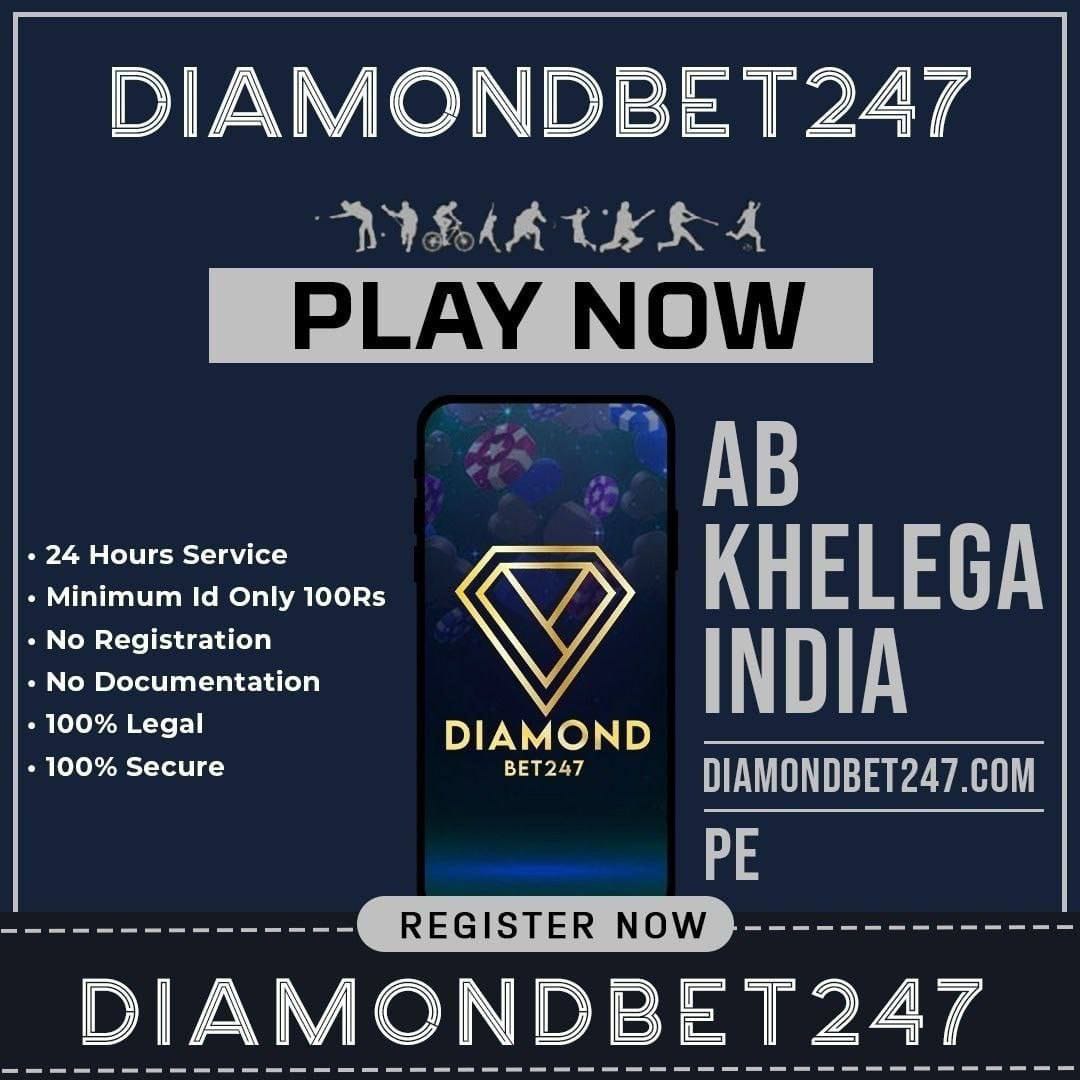 DIAMONDBET247
PLAY NOW
• 24 Hours Service
• Minimum Id Only 100Rs
• No Registration
• No Documentation
• 100% Legal
• 100% Secure
DIAMOND
BET247
AB
KHELEGA
INDIA
DIAMONDBET247.COM
PE
REGISTER NOW
DIAMONDBET247